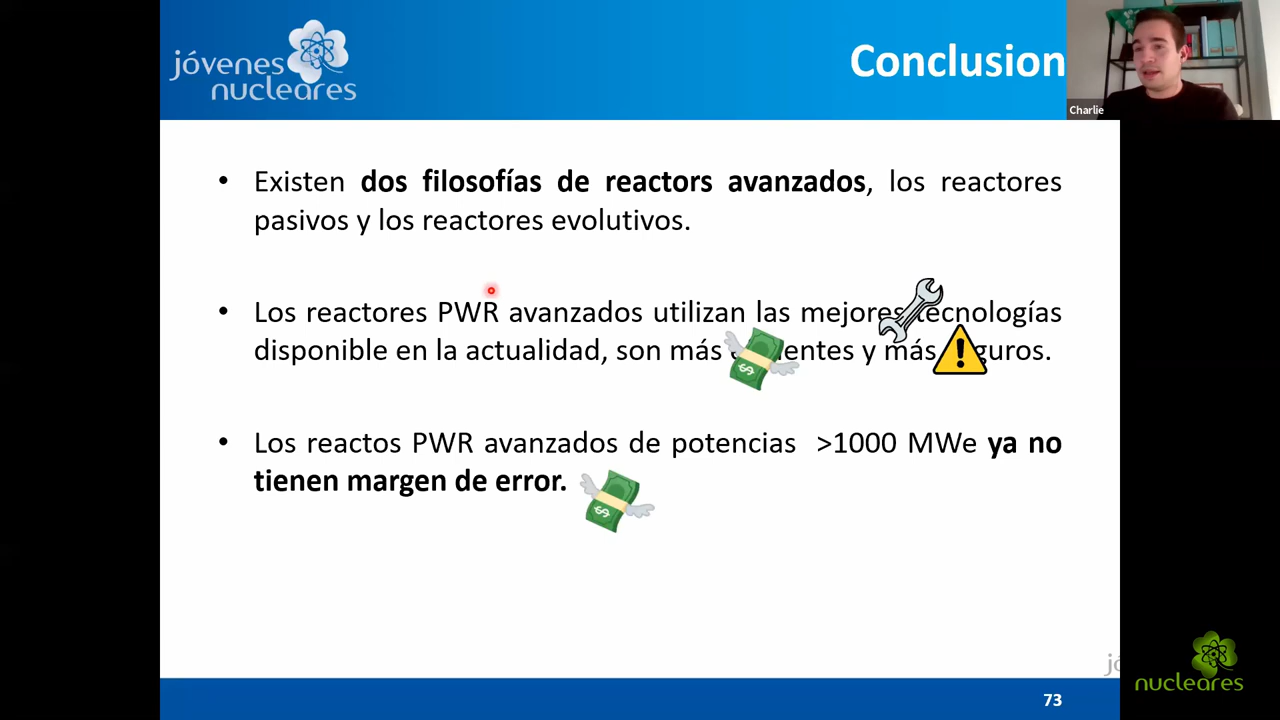 jóvenes
nucleares
Conclusion
Charlie
• Existen dos filosofías de reactors avanzados, los reactores
pasivos y los reactores evolutivos.
• Los reactores PWR avanzados utilizan las mejores tecnologías
disponible en la actualidad, son más y más
• Los reactos PWR avanzados de potencias >1000 MWe ya no
tienen margen de error.
73
nucleares